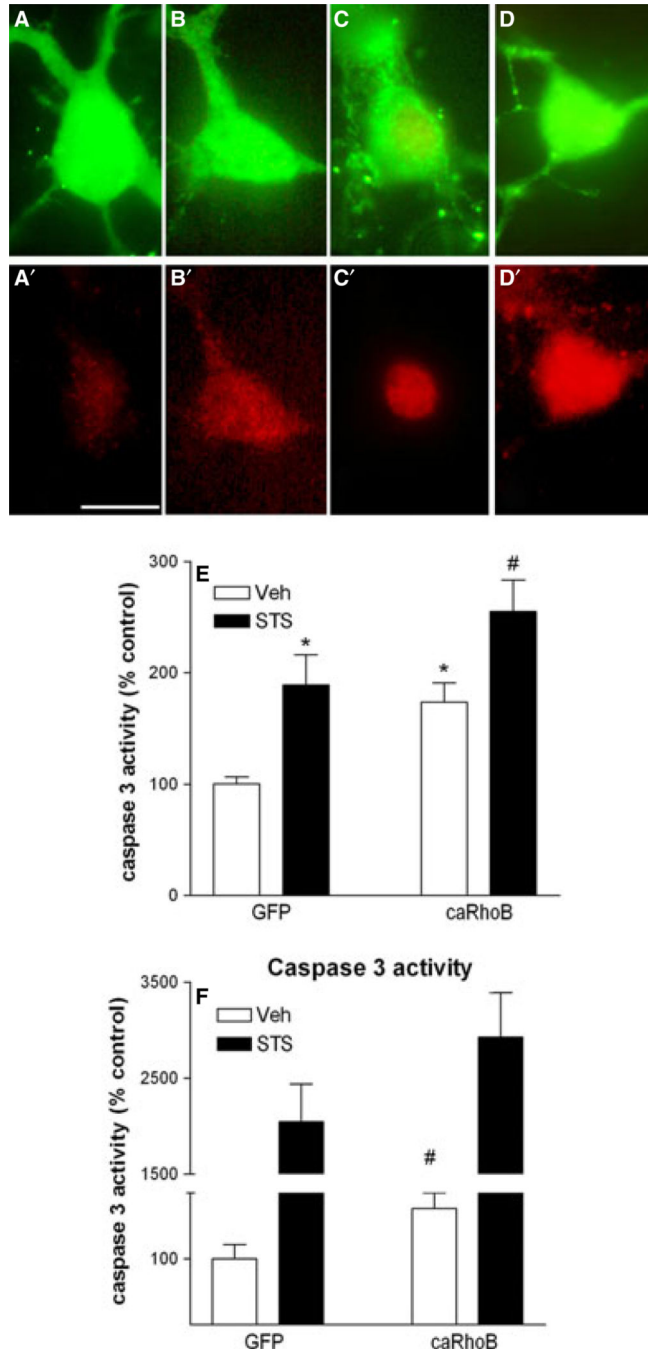 A B C D
A′ B′ C′ D′
E
300
200
100
0
caspase 3 activity (% control)
Veh
STS
*
*
#
GFP caRhoB
Caspase 3 activity
F
3500
2500
1500
100
caspase 3 activity (% control)
Veh
STS
#
GFP caRhoB